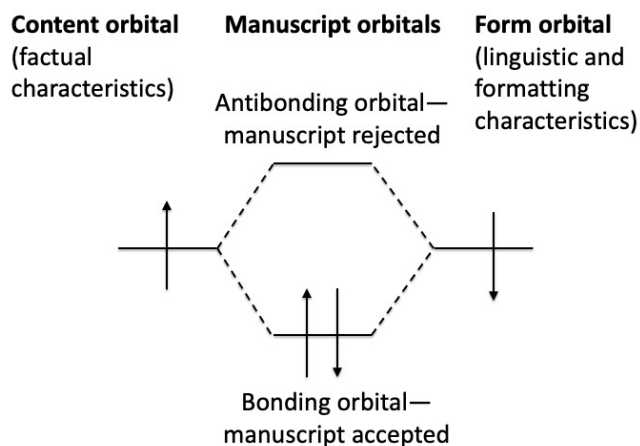 Content orbital
(factual
characteristics)
Manuscript orbitals
Form orbital
(linguistic and
formatting
characteristics)
Antibonding orbital—
manuscript rejected
Bonding orbital—
manuscript accepted